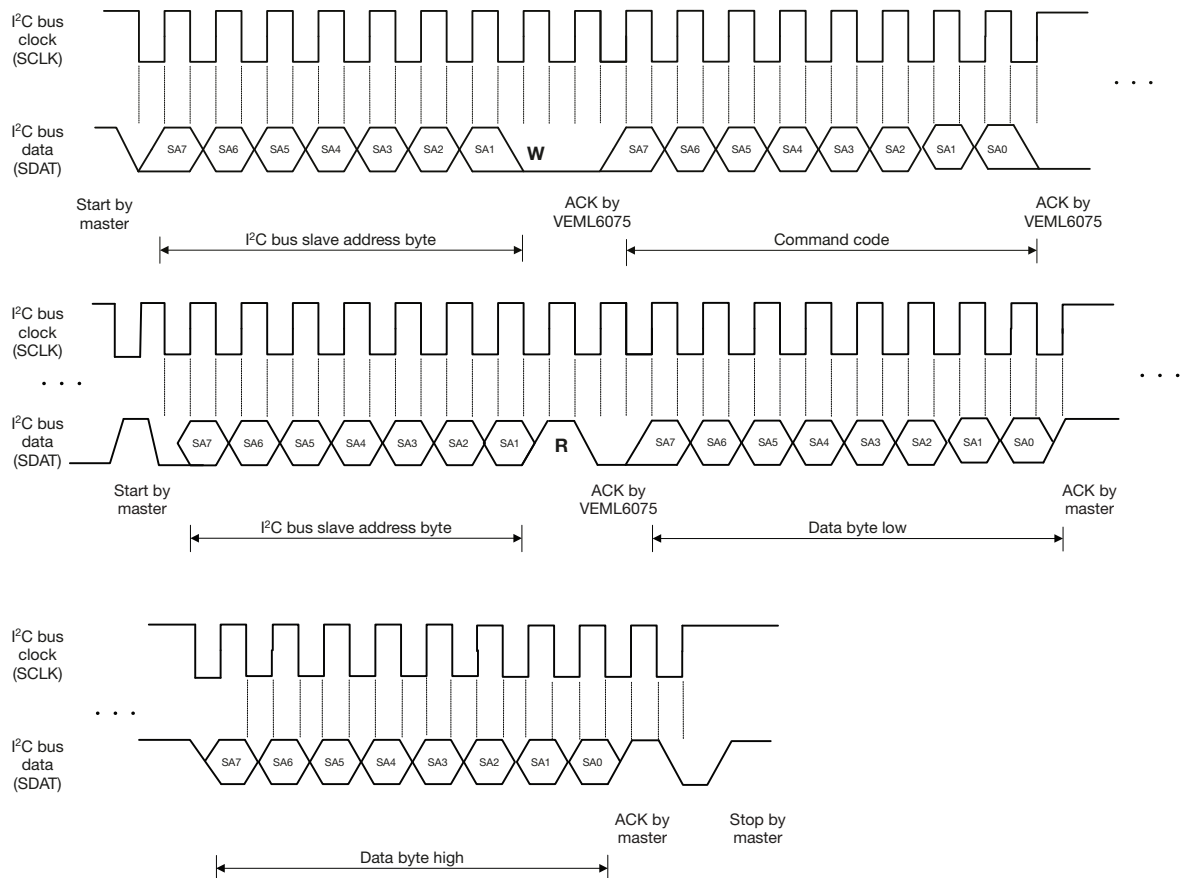 I²C bus
clock
(SCLK)
. . .
I²C bus
data
(SDAT)
SA7 SA6 SA5 SA4 SA3 SA2 SA1 W SA7 SA6 SA5 SA4 SA3 SA2 SA1 SA0
Start by
master
ACK by
VEML6075
ACK by
VEML6075
I²C bus slave address byte
Command code
I²C bus
clock
(SCLK)
. . .
. . .
I²C bus
data
(SDAT)
SA7 SA6 SA5 SA4 SA3 SA2 SA1 R SA7 SA6 SA5 SA4 SA3 SA2 SA1 SA0
Start by
master
ACK by
VEML6075
ACK by
master
I²C bus slave address byte
Data byte low
I²C bus
clock
(SCLK)
. . .
I²C bus
data
(SDAT)
SA7 SA6 SA5 SA4 SA3 SA2 SA1 SA0
ACK by
master
Stop by
master
Data byte high